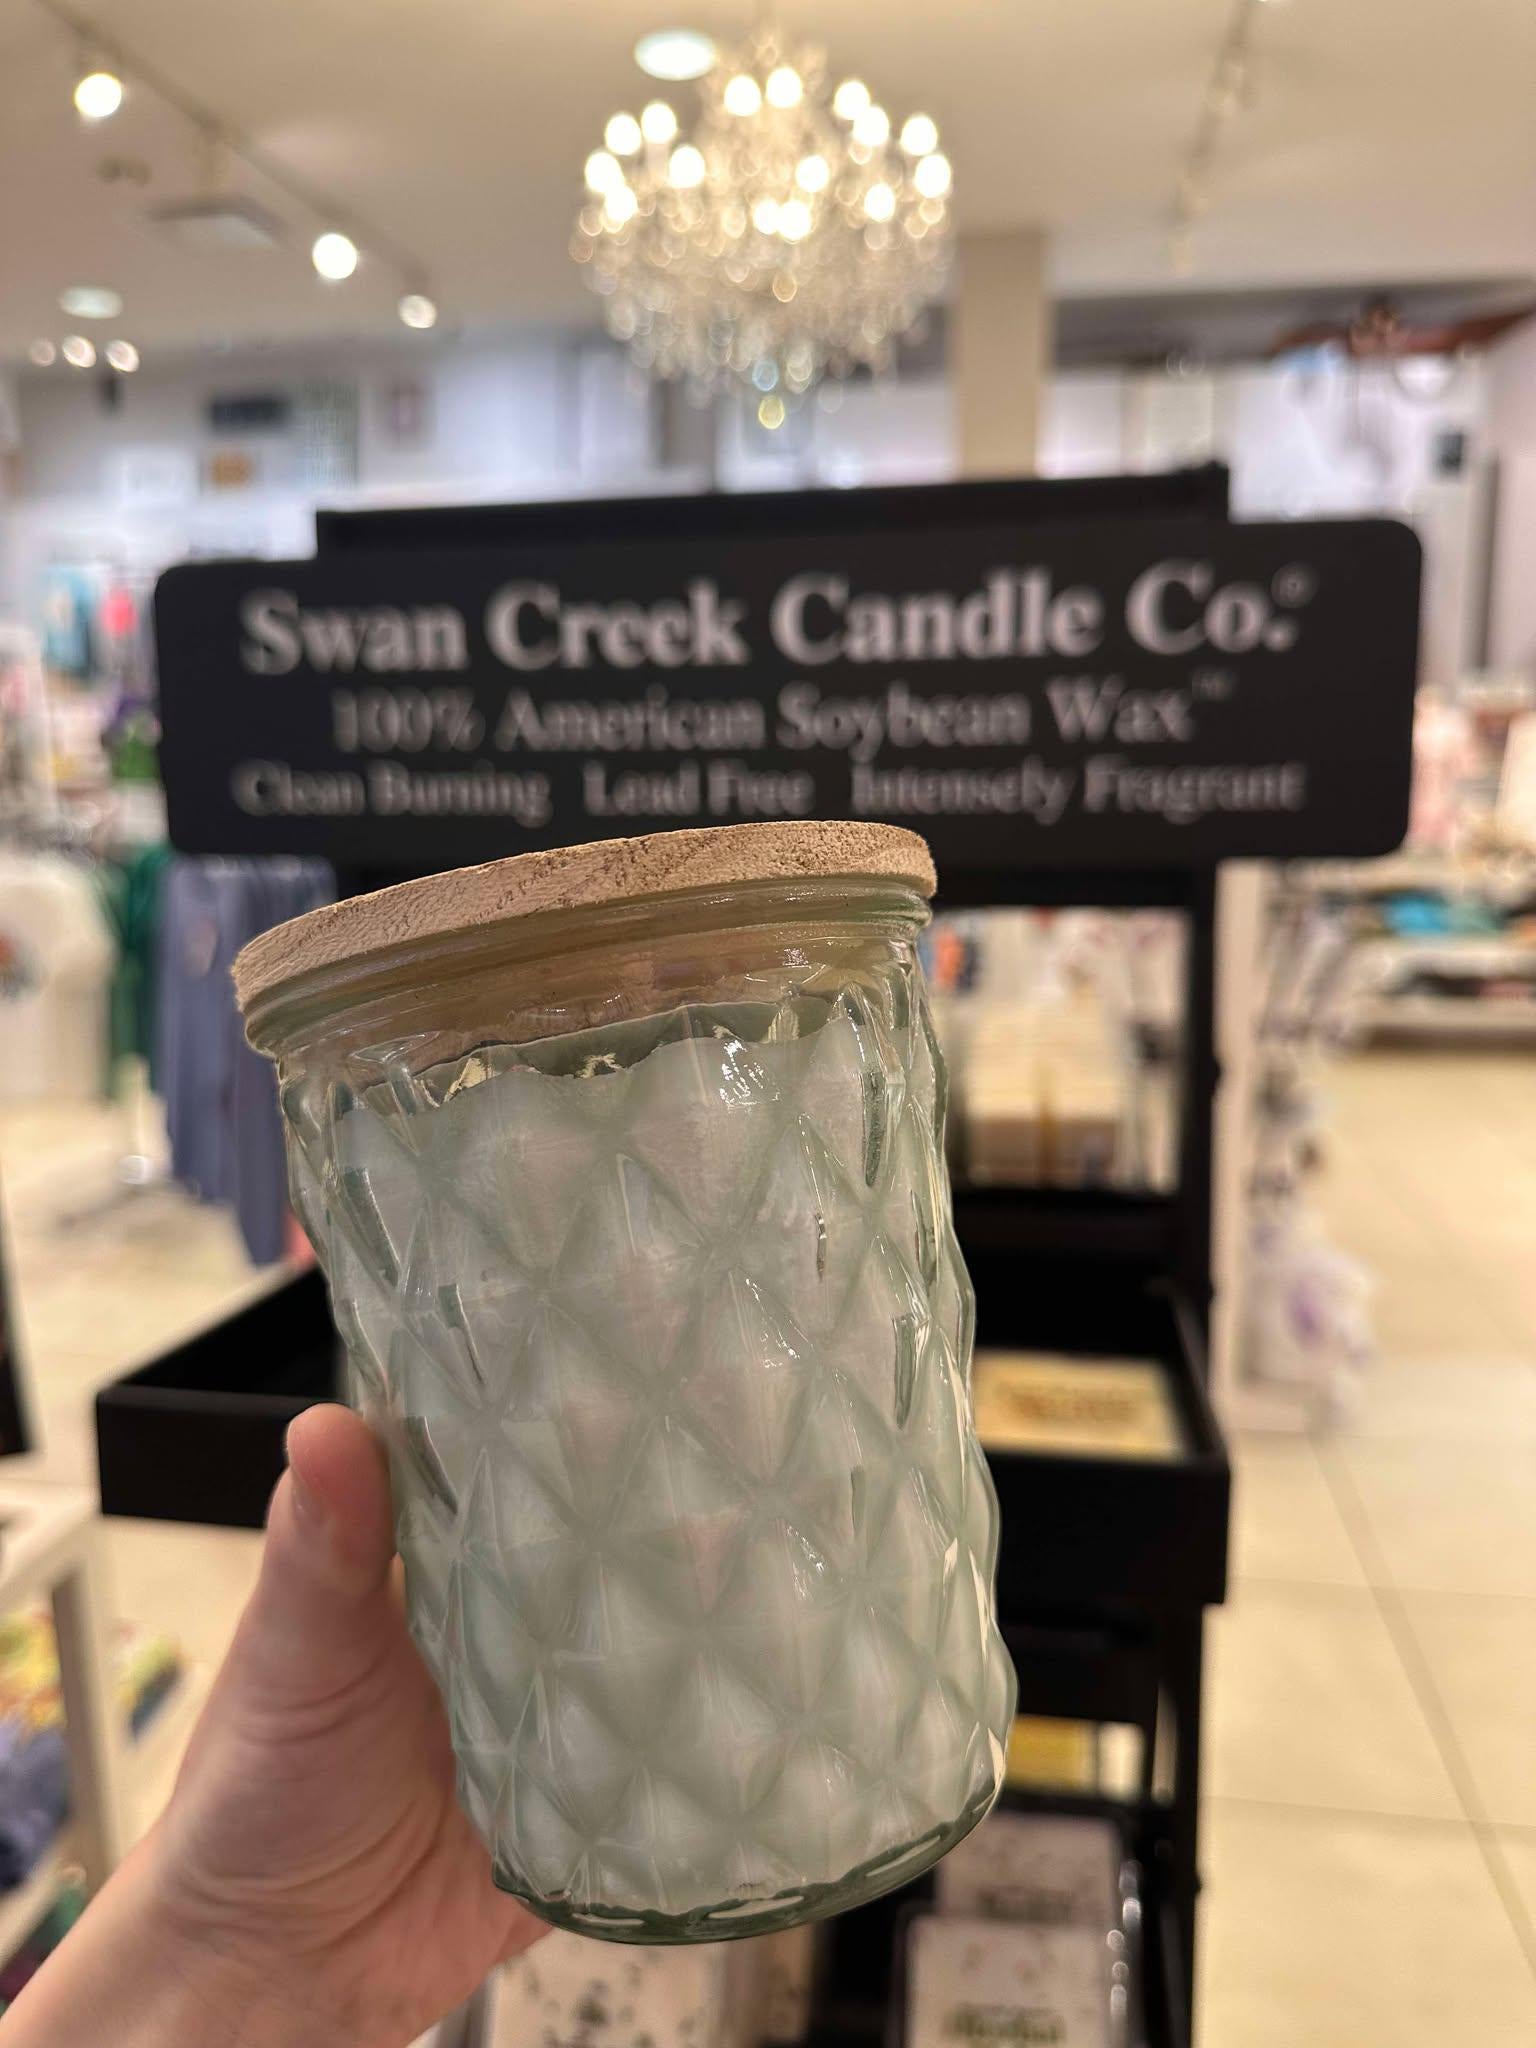 Swan Creek Candle Co.®
100% American Soybean Wax™
Clean Burning Lead Free Intensely Fragrant